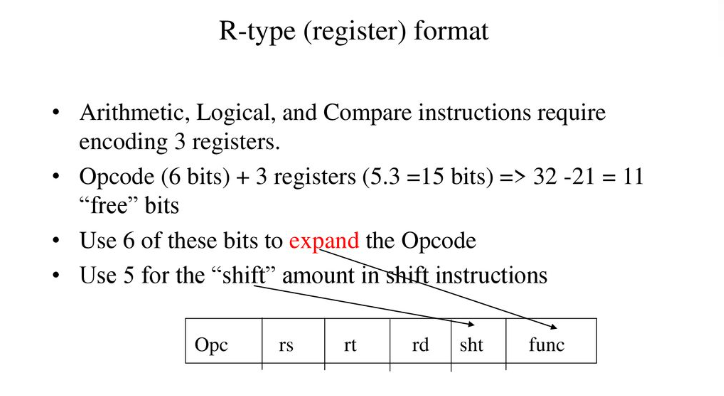 R-type (register) format
• Arithmetic, Logical, and Compare instructions require
encoding 3 registers.
• Opcode (6 bits) + 3 registers (5.3 =15 bits) => 32 -21 = 11
“free” bits
• Use 6 of these bits to expand the Opcode
• Use 5 for the “shift” amount in shift instructions
Opc rs rt rd sht func